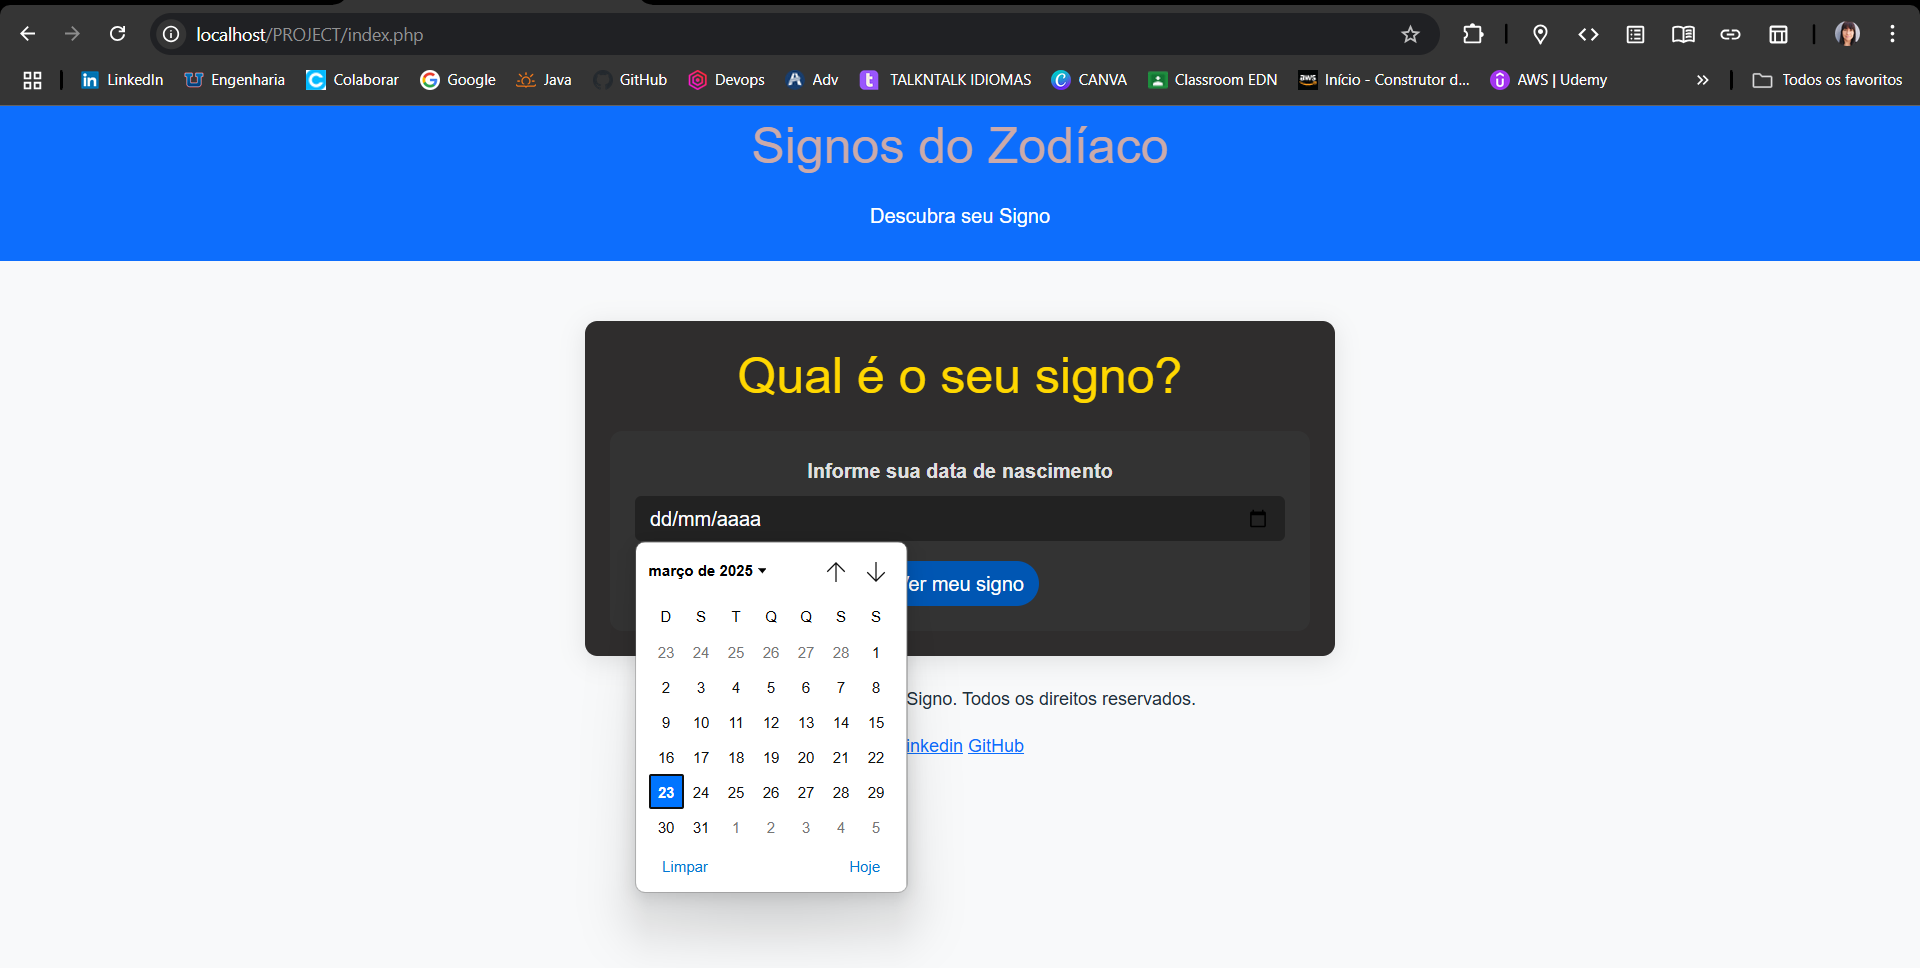 localhost/PROJECT/index.php
LinkedIn Engenharia Colaborar Google Java GitHub Devops Adv TALKNTALK IDIOMAS CANVA Classroom EDN Início - Construtor d... AWS | Udemy » Todos os favoritos
Signos do Zodíaco
Descubra seu Signo
Qual é o seu signo?
Informe sua data de nascimento
dd/mm/aaaa
março de 2025
er meu signo
D S T Q Q S S
23 24 25 26 27 28 1
2 3 4 5 6 7 8
9 10 11 12 13 14 15
16 17 18 19 20 21 22
23 24 25 26 27 28 29
30 31 1 2 3 4 5
Limpar Hoje
Signo. Todos os direitos reservados.
inkedin GitHub